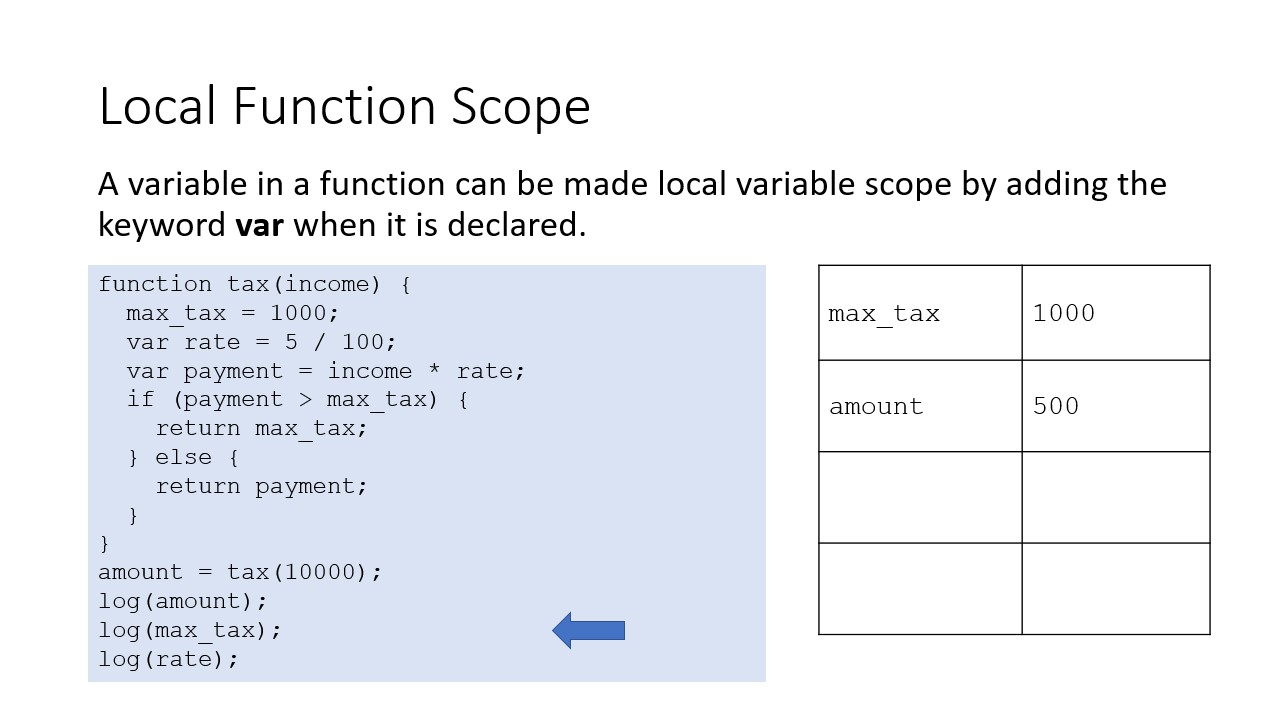 Local Function Scope
A variable in a function can be made local variable scope by adding the
keyword var when it is declared.
function tax(income) {
  max_tax = 1000;
  var rate = 5 / 100;
  var payment = income * rate;
  if (payment > max_tax) {
    return max_tax;
  } else {
    return payment;
  }
}
amount = tax(10000);
log(amount);
log(max_tax);
log(rate);
max_tax 1000
amount 500